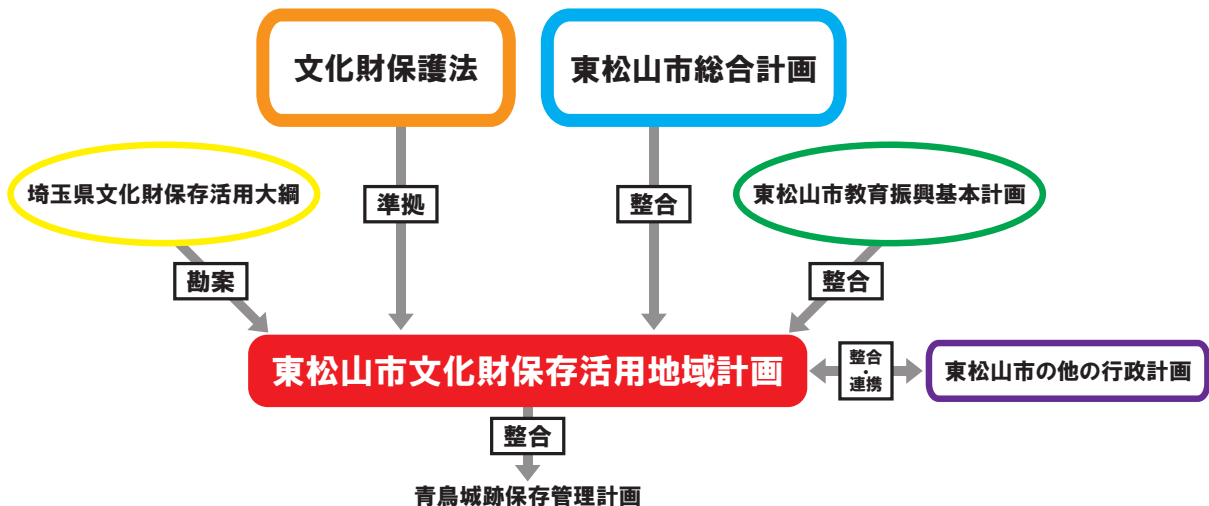 文化財保護法
東松山市総合計画
埼玉県文化財保存活用大綱
準拠
整合
東松山市教育振興基本計画
勘案
整合
東松山市文化財保存活用地域計画
整合
・
連携
東松山市の他の行政計画
整合
青鳥城跡保存管理計画